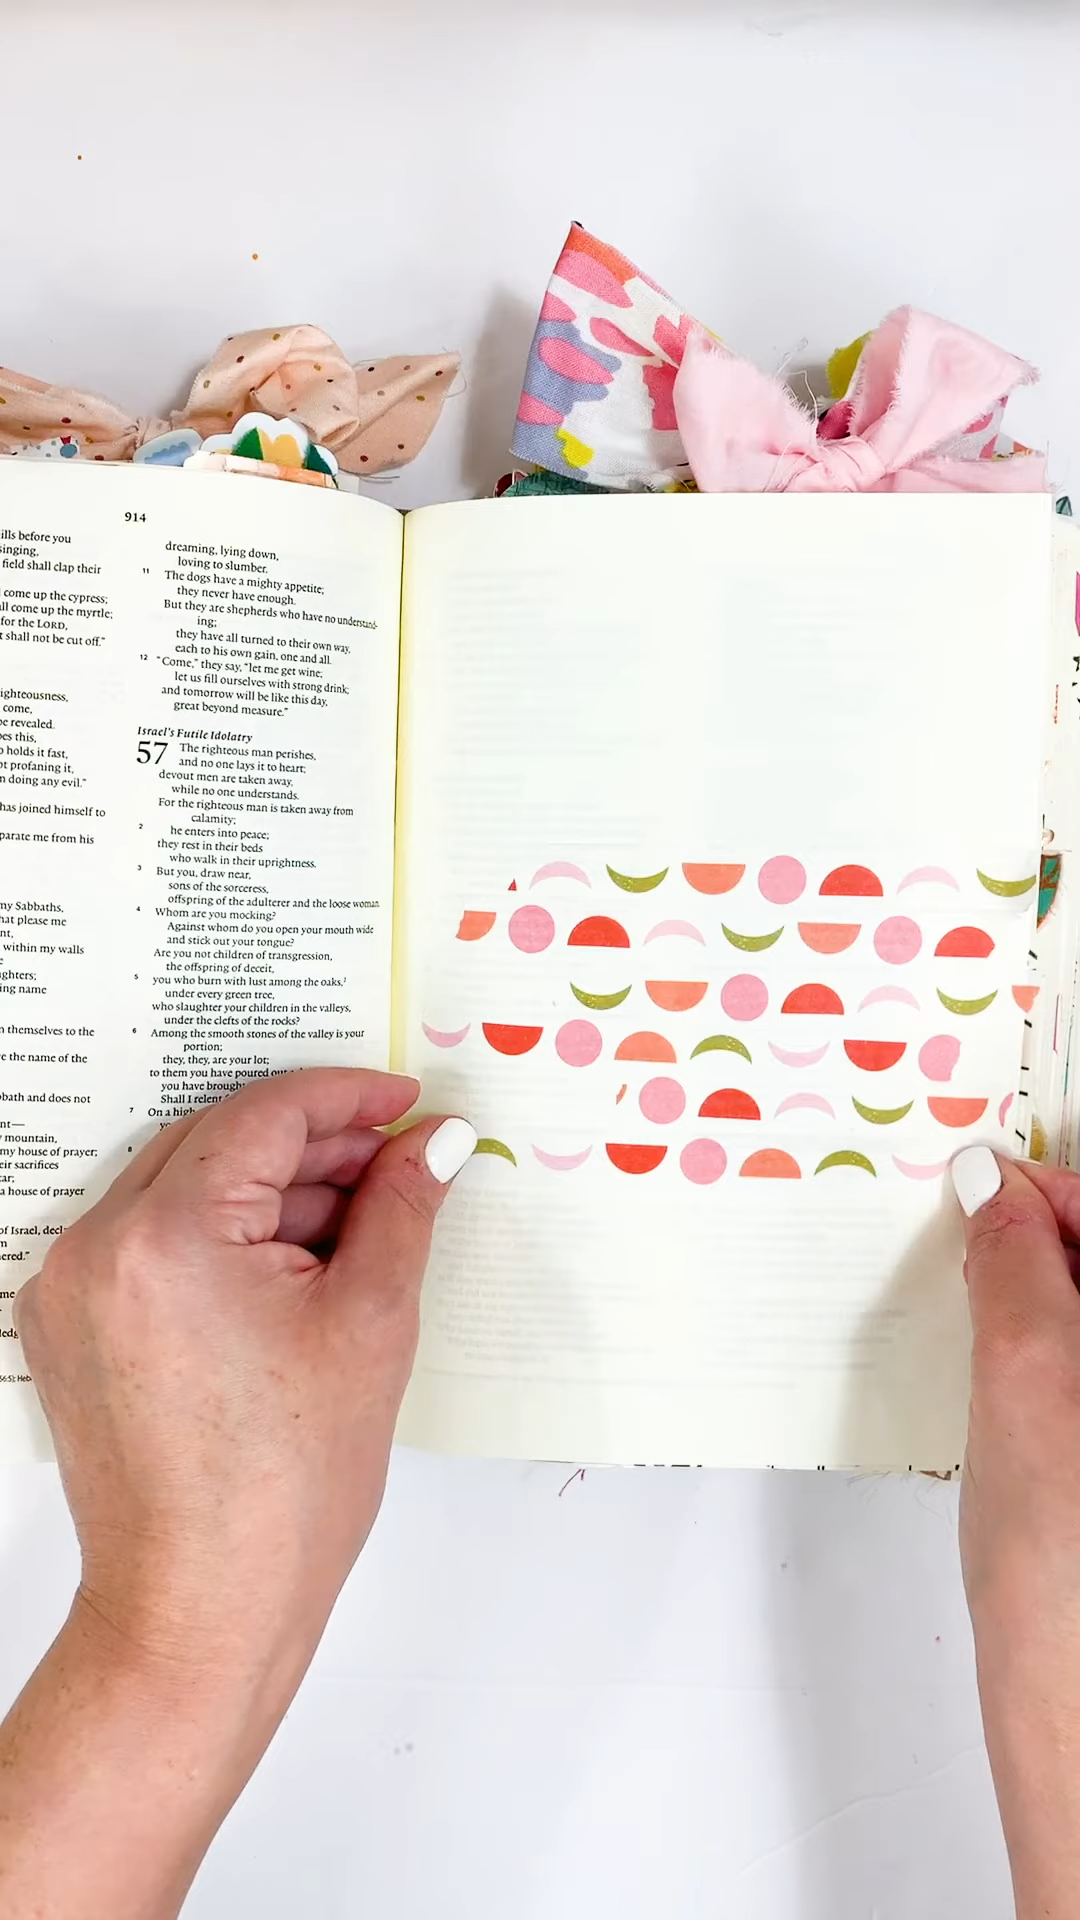 914
ills before you
singing,
field shall clap their
come up the cypress;
all come up the myrtle;
for the LORD,
t shall not be cut off."
ighteousness,
come,
be revealed.
oes this,
o holds it fast,
ot profaning it,
m doing any evil."
has joined himself to
parate me from his
my Sabbaths,
hat please me
nt,
within my walls
ghters;
ing name
n themselves to the
e the name of the
bath and does not
nt—
y mountain,
my house of prayer;
eir sacrifices
tar;
a house of prayer
of Israel, decl
ered."
dreaming, lying down,
loving to slumber.
11 The dogs have a mighty appetite;
they never have enough.
But they are shepherds who have no understand-
ing;
they have all turned to their own way,
each to his own gain, one and all.
12 "Come," they say, "let me get wine;
let us fill ourselves with strong drink;
and tomorrow will be like this day,
great beyond measure."
Israel's Futile Idolatry
57 The righteous man perishes,
and no one lays it to heart;
devout men are taken away,
while no one understands.
For the righteous man is taken away from
calamity;
2 he enters into peace;
they rest in their beds
who walk in their uprightness.
3 But you, draw near,
sons of the sorceress,
offspring of the adulterer and the loose woman.
4 Whom are you mocking?
Against whom do you open your mouth wide
and stick out your tongue?
Are you not children of transgression,
the offspring of deceit,
5 you who burn with lust among the oaks,
under every green tree,
who slaughter your children in the valleys,
under the clefts of the rocks?
6 Among the smooth stones of the valley is your
portion;
they, they, are your lot;
to them you have poured out
you have brough
Shall I relent
7 On a high
yo
8